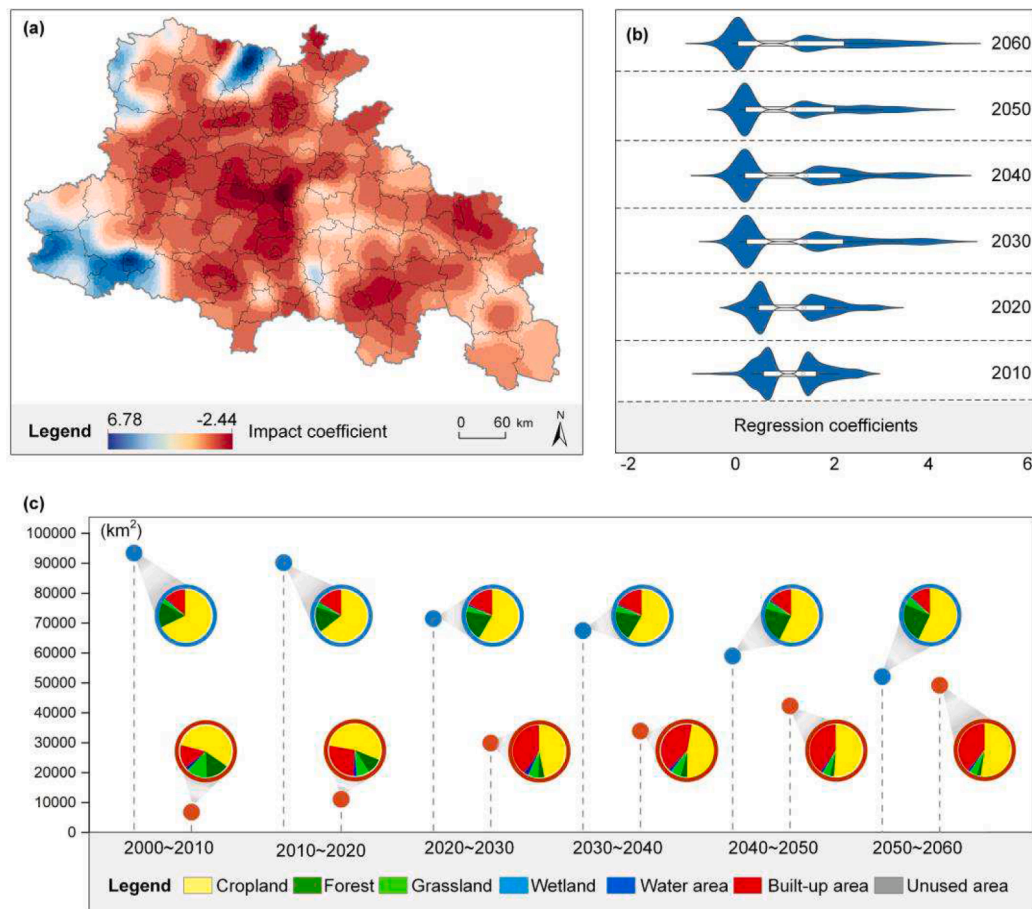 (a)
6.78 -2.44
Legend Impact coefficient
0 60 km
N
(b)
2060
2050
2040
2030
2020
2010
Regression coefficients
-2 0 2 4 6
(c)
(km²)
100000
90000
80000
70000
60000
50000
40000
30000
20000
10000
0
2000~2010 2010~2020 2020~2030 2030~2040 2040~2050 2050~2060
Legend Cropland Forest Grassland Wetland Water area Built-up area Unused area